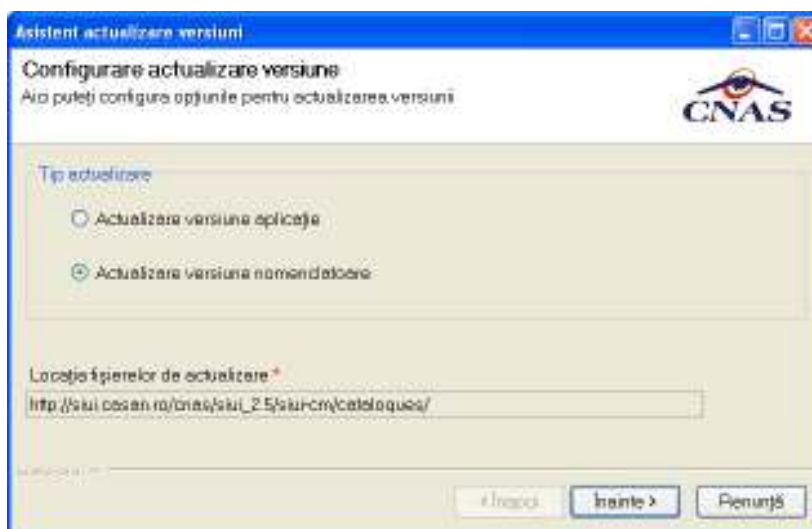 Asistent actualizare versiuni
Configurare actualizare versiune
Aici puteți configura opțiunile pentru actualizarea versiunii
CNAS
Tip actualizare
Actualizare versiune aplicație
Actualizare versiune nomenclatoare
Locația fișierelor de actualizare *
http://siui.casan.ro/cnas/siui_2.5/siui-cm/catalogues/
< Înapoi
Înainte >
Renunță